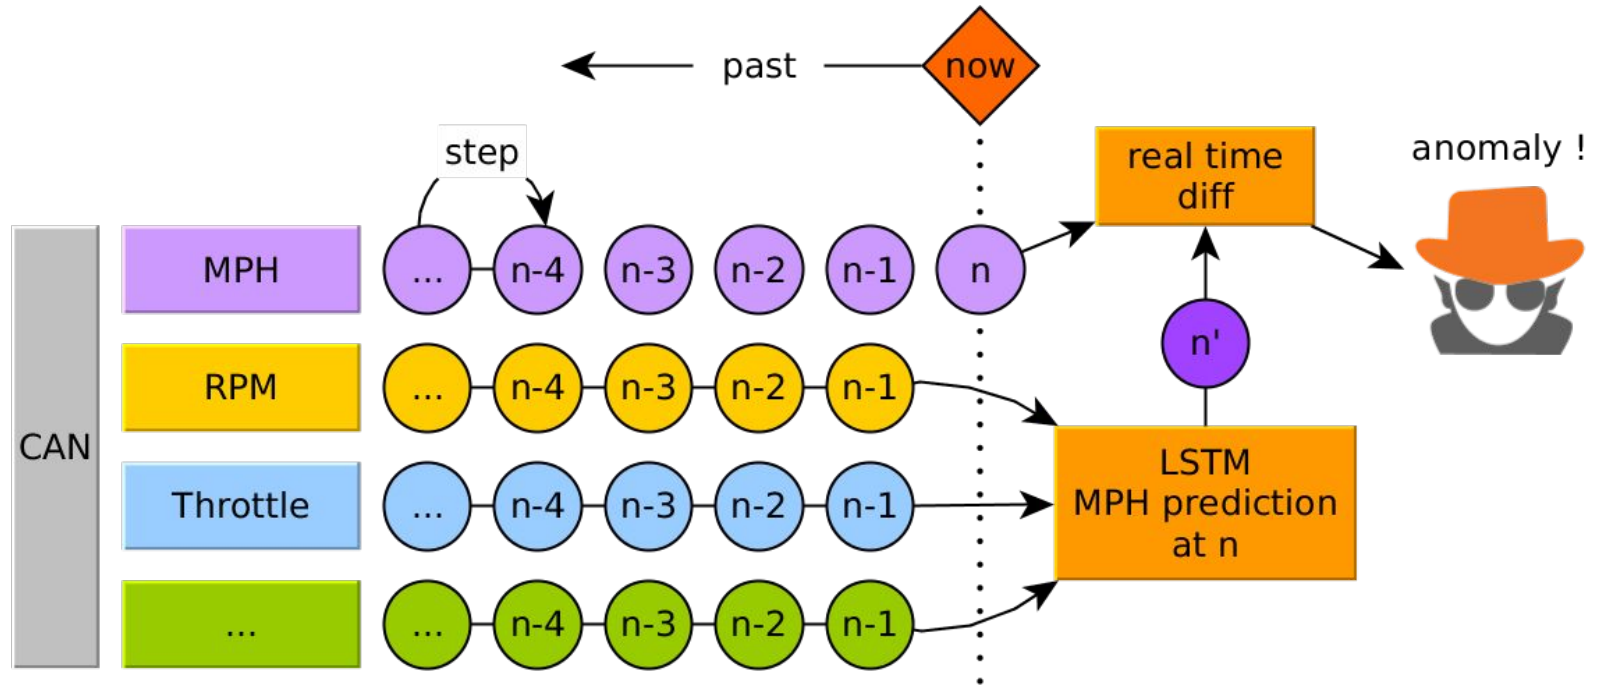 past
now
step
real time
diff
anomaly !
CAN
MPH
...
n-4
n-3
n-2
n-1
n
n'
RPM
...
n-4
n-3
n-2
n-1
LSTM
MPH prediction
at n
Throttle
...
n-4
n-3
n-2
n-1
...
...
n-4
n-3
n-2
n-1